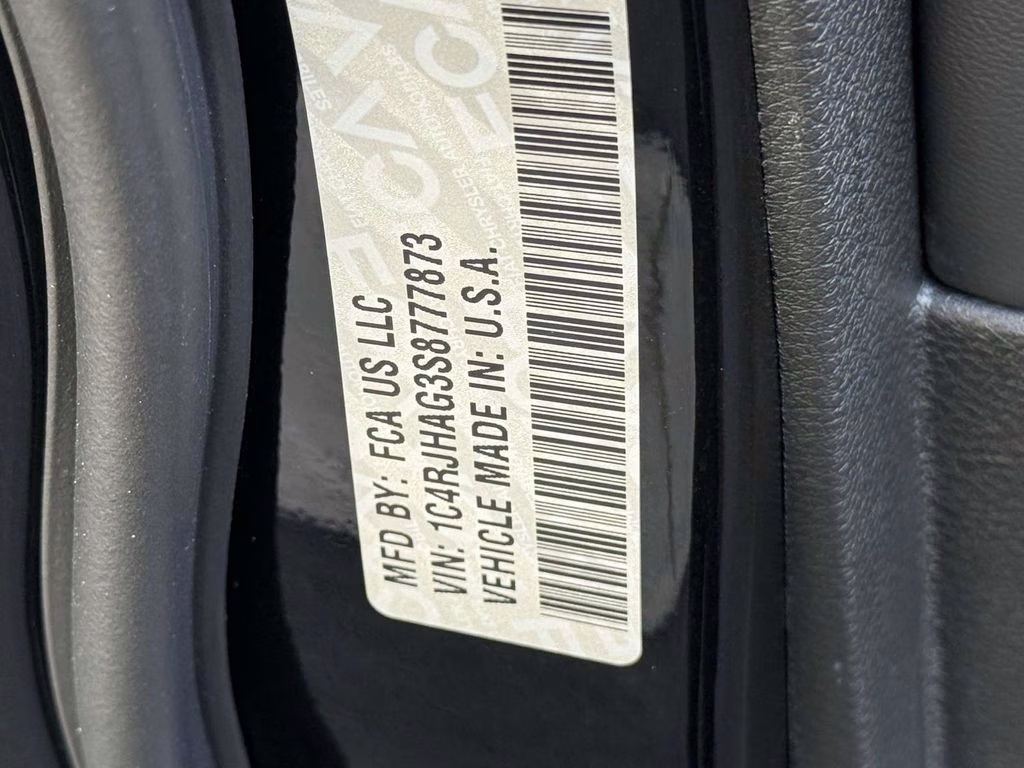 MFD BY: FCA US LLC
VIN: 1C4RJHAG3S8777873
VEHICLE MADE IN: U.S.A.